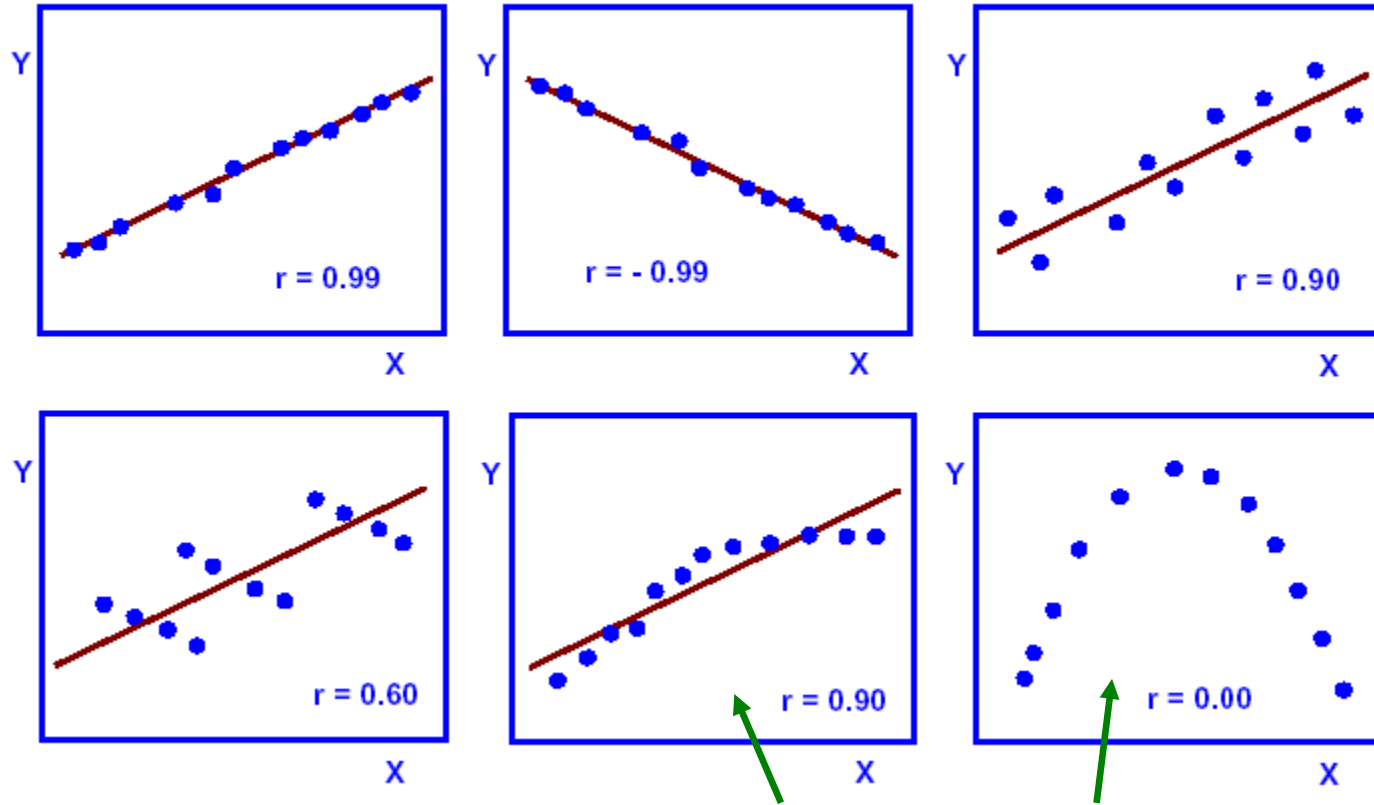 Y
r = 0.99
X
Y
r = - 0.99
X
Y
r = 0.90
X
Y
r = 0.60
X
Y
r = 0.90
X
Y
r = 0.00
X